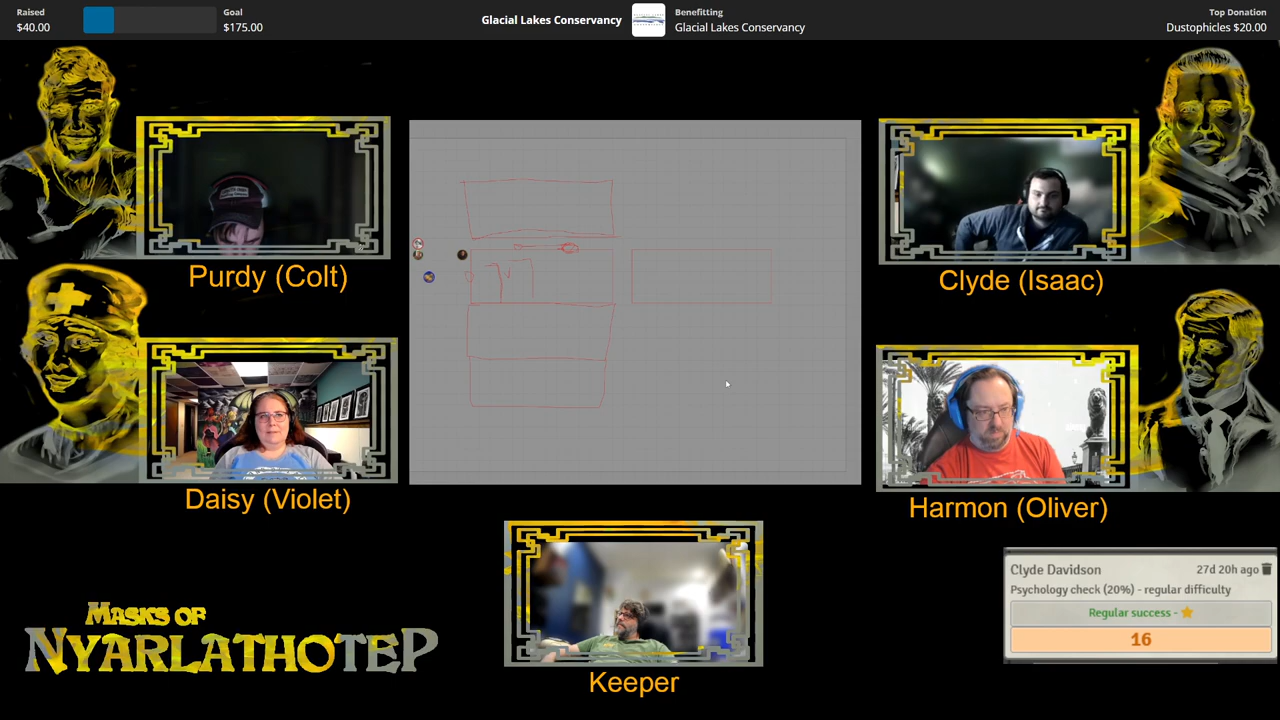 Raised
$40.00
Goal
$175.00
Glacial Lakes Conservancy
Benefitting
Glacial Lakes Conservancy
Top Donation
Dustophicles $20.00
Purdy (Colt)
Clyde (Isaac)
Daisy (Violet)
Harmon (Oliver)
Keeper
MASKS OF
NYARLATHOTEP
Clyde Davidson
27d 20h ago
Psychology check (20%) - regular difficulty
Regular success -
16